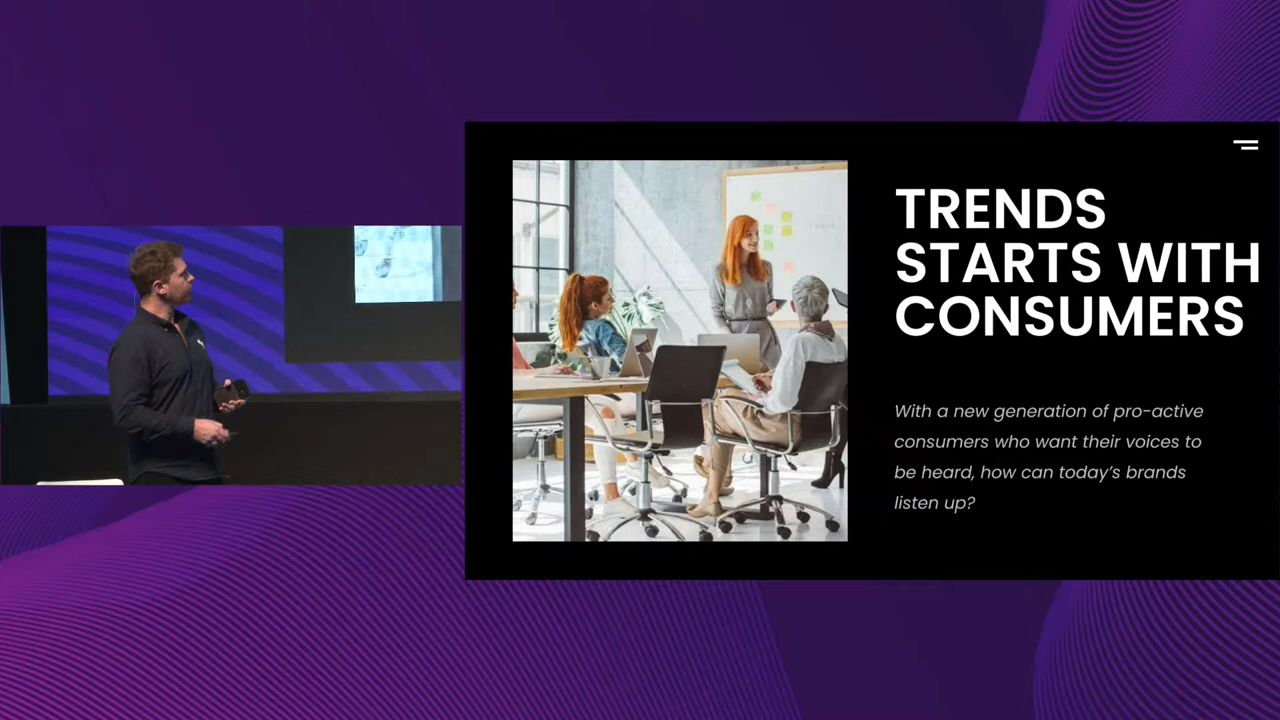 TRENDS
STARTS WITH
CONSUMERS
With a new generation of pro-active
consumers who want their voices to
be heard, how can today's brands
listen up?